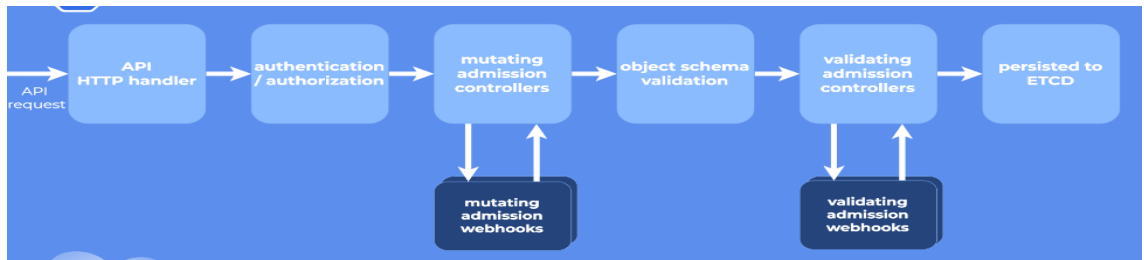 API
request
API
HTTP handler
authentication
/ authorization
mutating
admission
controllers
object schema
validation
validating
admission
controllers
persisted to
ETCD
mutating
admission
webhooks
validating
admission
webhooks